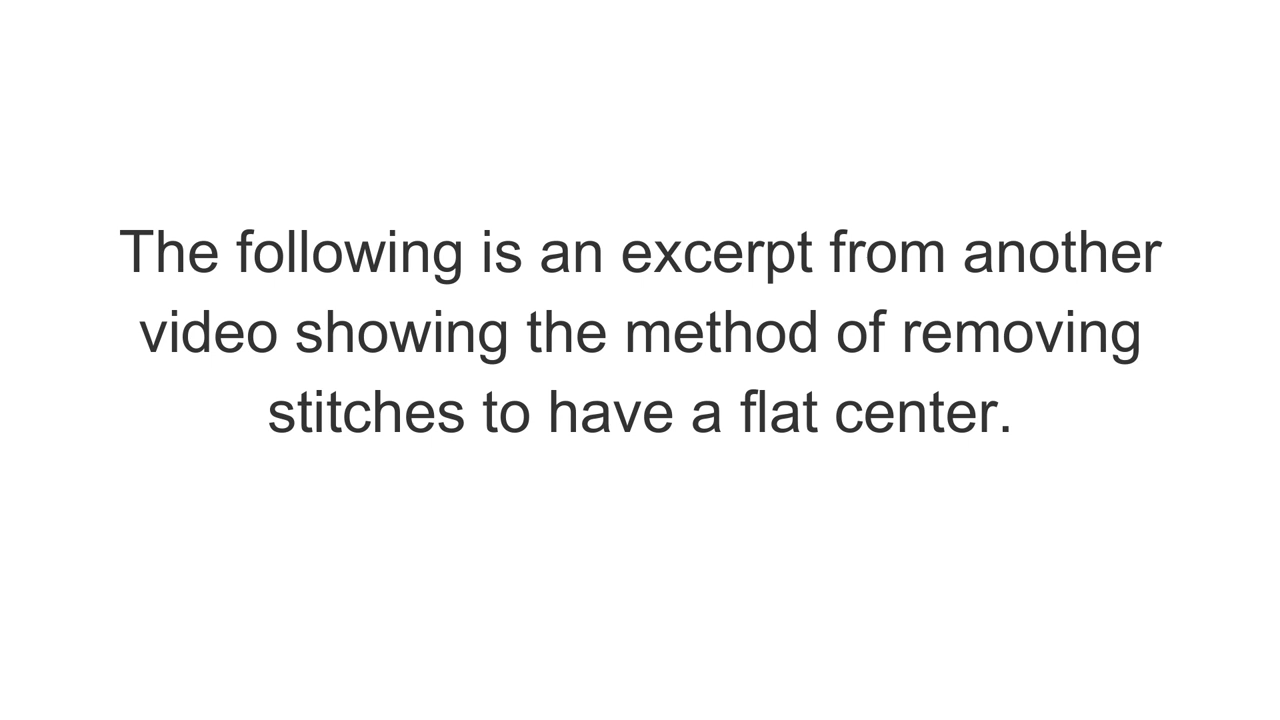 The following is an excerpt from another
video showing the method of removing
stitches to have a flat center.